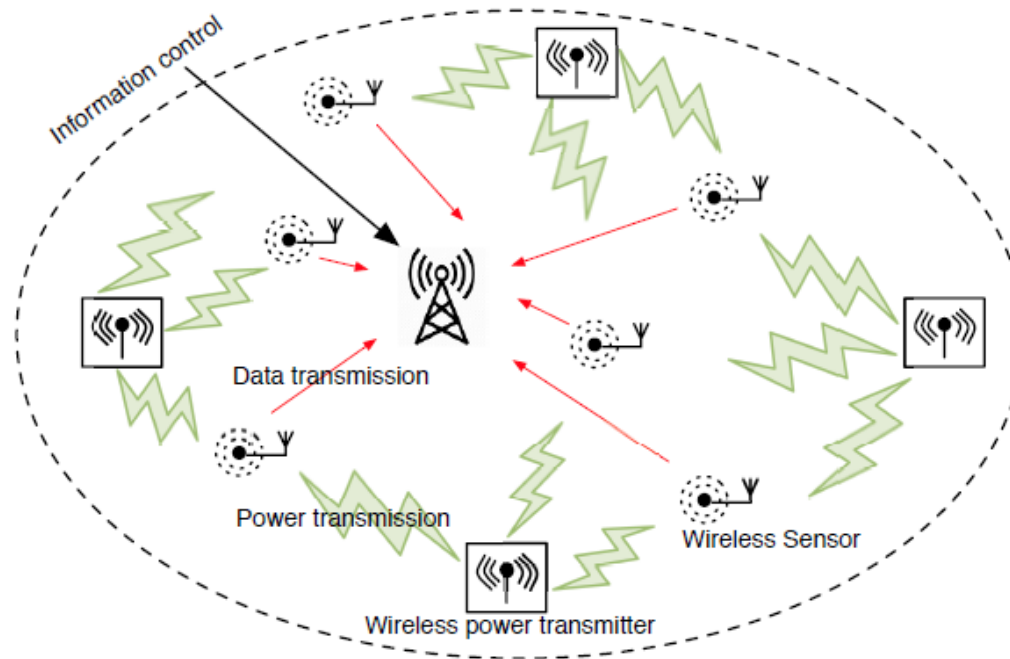 Information control
Data transmission
Power transmission
Wireless Sensor
Wireless power transmitter